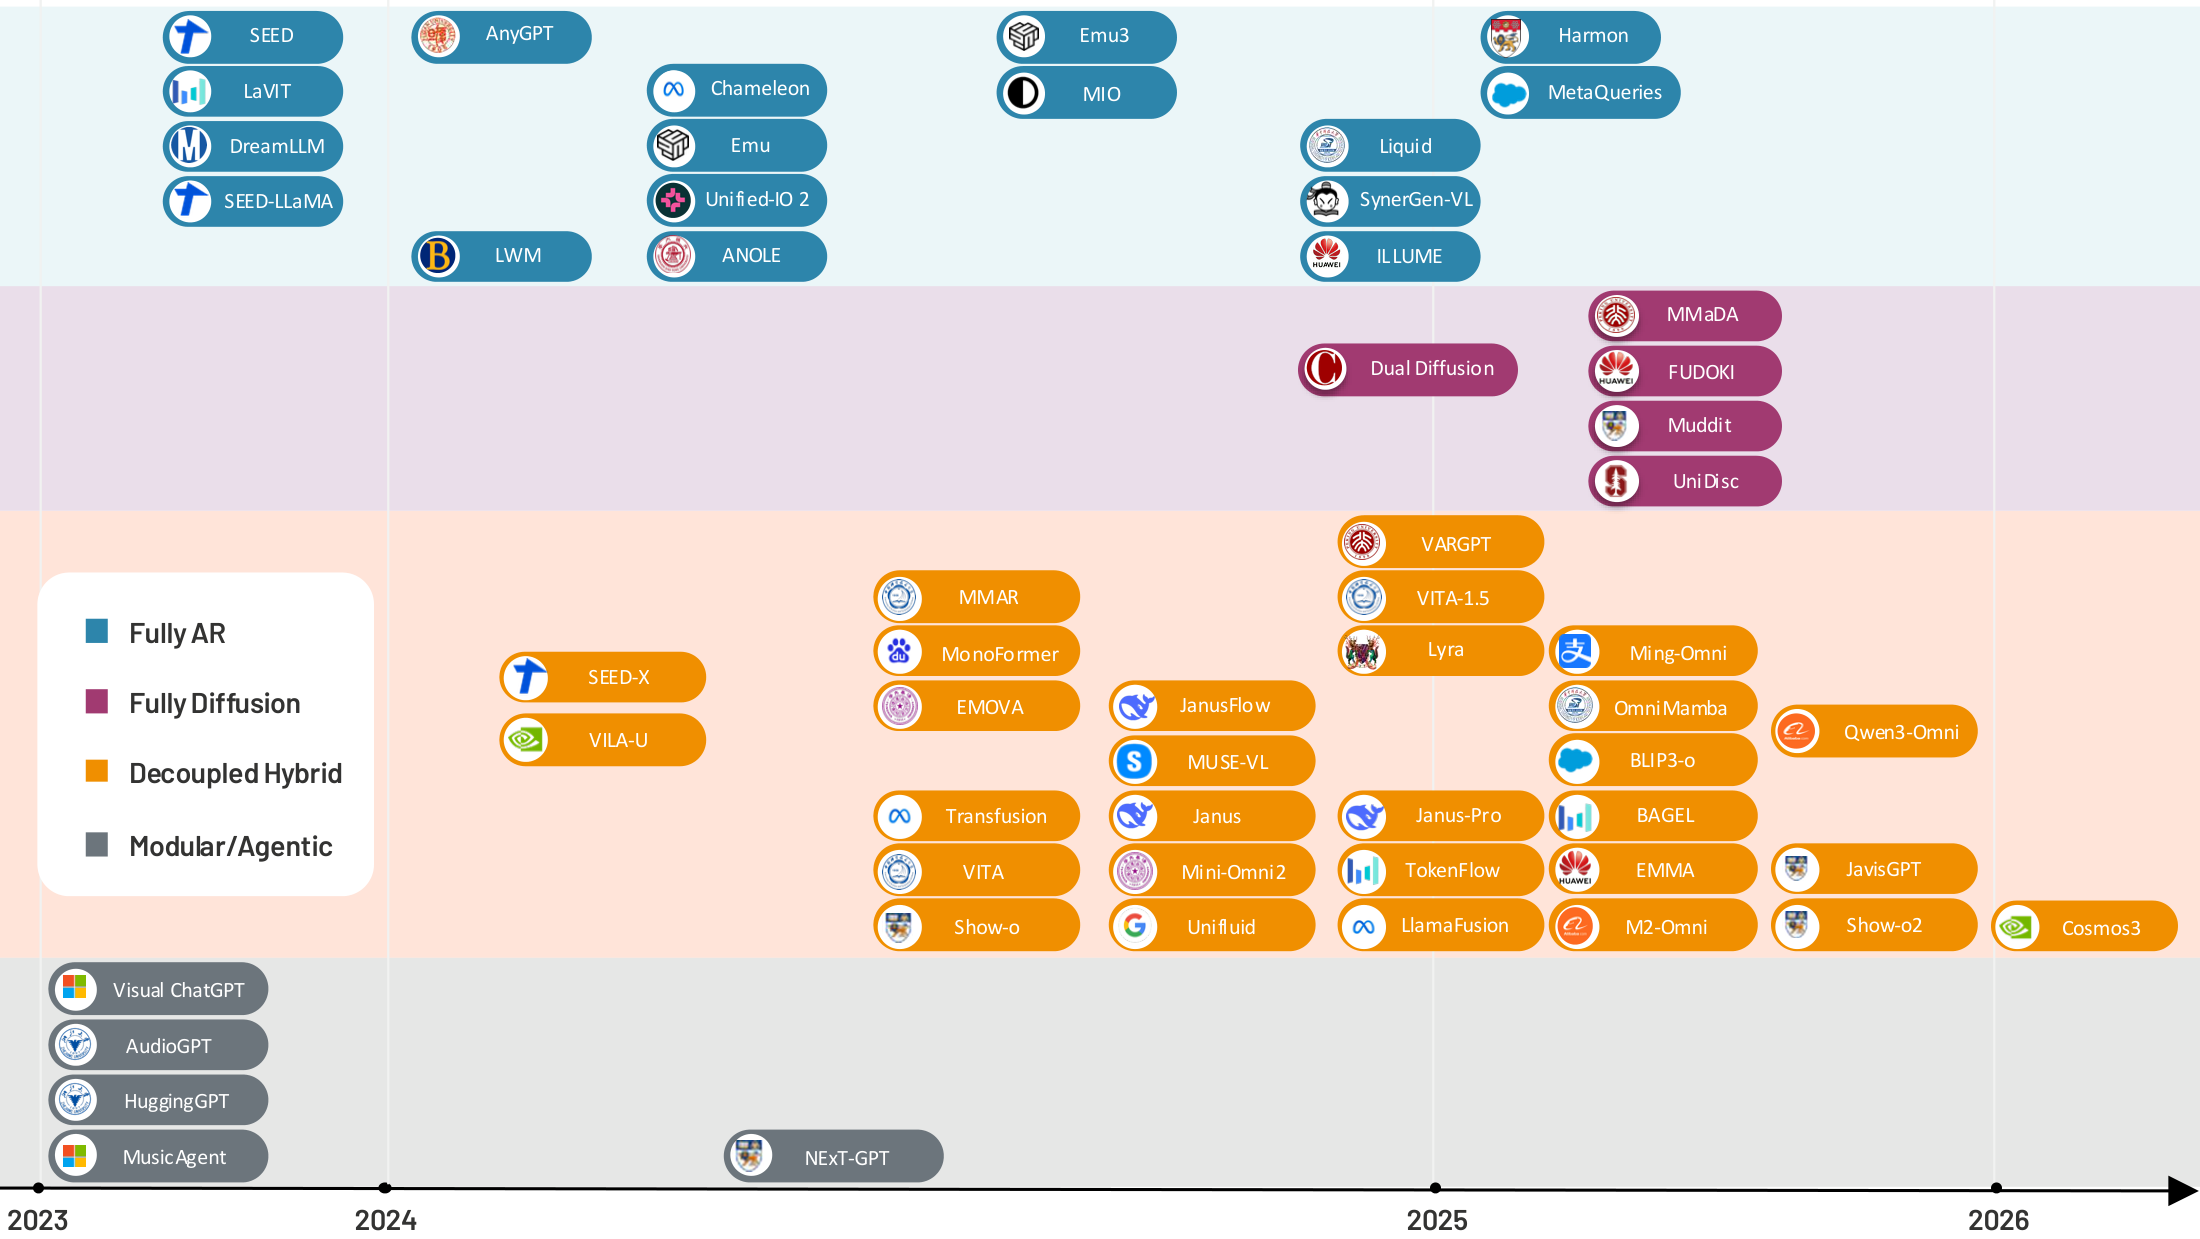 SEED
AnyGPT
Emu3
Harmon
LaVIT
Chameleon
MIO
MetaQueries
DreamLLM
Emu
Liquid
SEED-LLaMA
Unified-IO 2
SynerGen-VL
LWM
ANOLE
HUAWEI
ILLUME
MMaDA
Dual Diffusion
HUAWEI
FUDOKI
Muddit
UniDisc
VARGPT
MMAR
VITA-1.5
Fully AR
MonoFormer
Lyra
Ming-Omni
SEED-X
Fully Diffusion
EMOVA
JanusFlow
OmniMamba
VILA-U
Qwen3-Omni
MUSE-VL
BLIP3-o
Decoupled Hybrid
Transfusion
Janus
Janus-Pro
BAGEL
Modular/Agentic
VITA
Mini-Omni2
TokenFlow
HUAWEI
EMMA
JavisGPT
Show-o
Unifluid
LlamaFusion
M2-Omni
Show-o2
Cosmos3
Visual ChatGPT
AudioGPT
HuggingGPT
MusicAgent
NExT-GPT
2023
2024
2025
2026